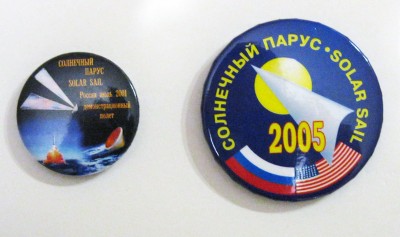 СОЛНЕЧНЫЙ
ПАРУС
SOLAR SAIL
Россия июль 2001
демонстрационный
полет
СОЛНЕЧНЫЙ ПАРУС • SOLAR SAIL
2005